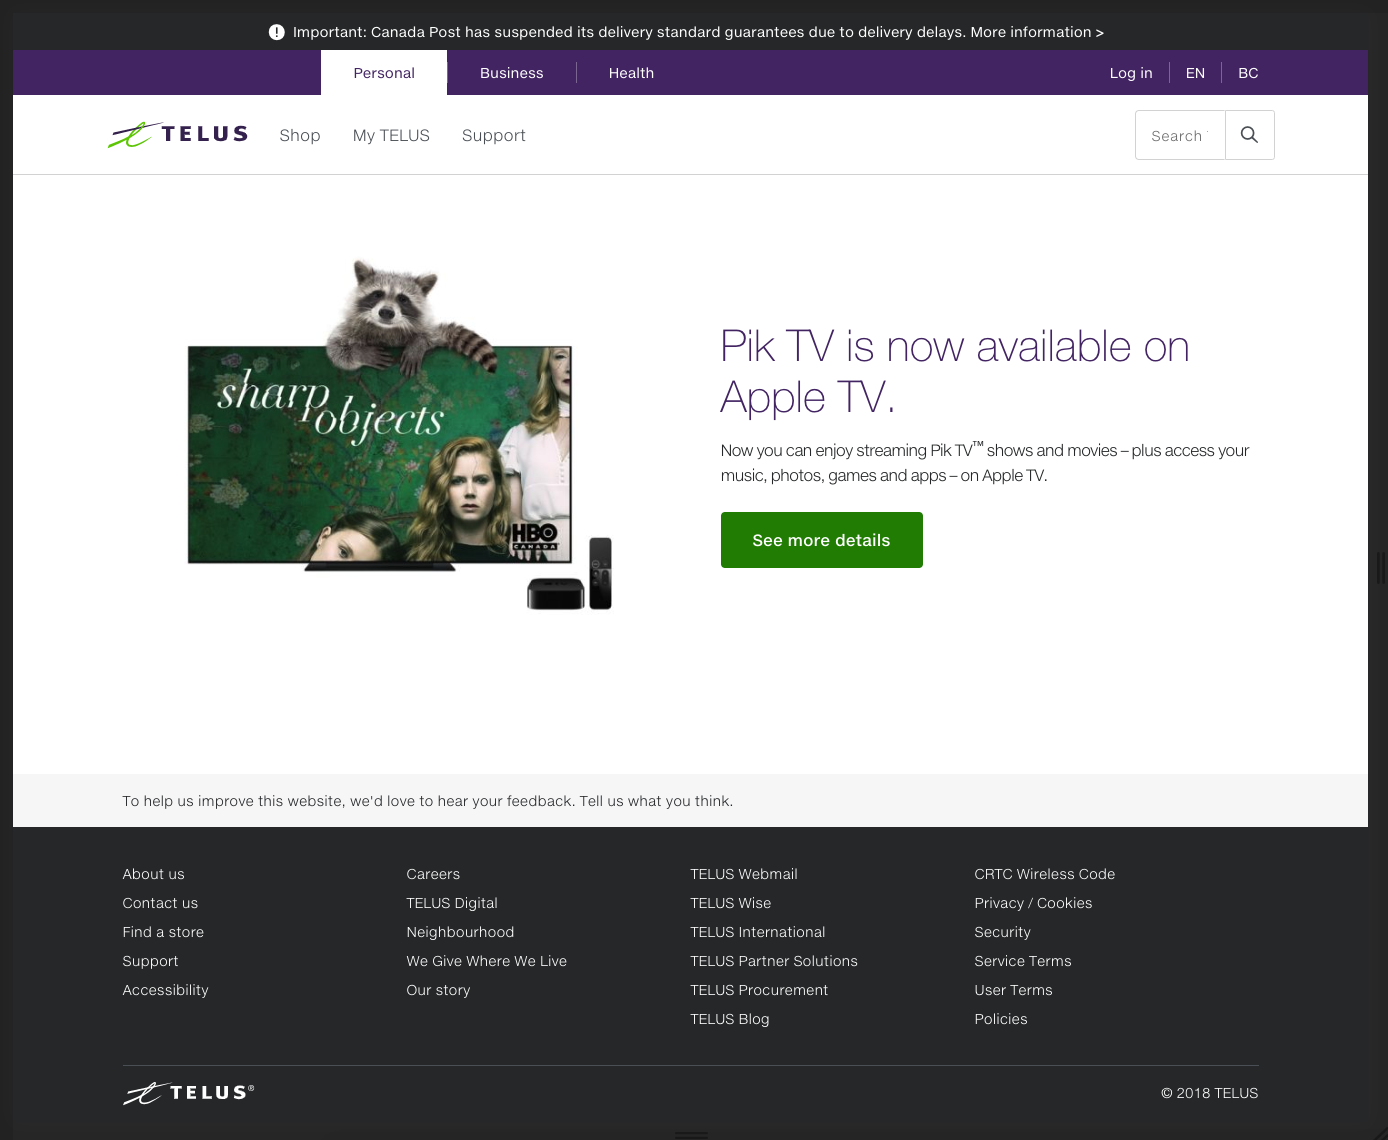 Important: Canada Post has suspended its delivery standard guarantees due to delivery delays. More information >
Personal
Business
Health
Log in
EN
BC
TELUS
Shop
My TELUS
Support
Search
sharp
objects
HBO
CANADA
Pik TV is now available on
Apple TV.
Now you can enjoy streaming Pik TV™ shows and movies – plus access your
music, photos, games and apps – on Apple TV.
See more details
To help us improve this website, we'd love to hear your feedback. Tell us what you think.
About us
Contact us
Find a store
Support
Accessibility
Careers
TELUS Digital
Neighbourhood
We Give Where We Live
Our story
TELUS Webmail
TELUS Wise
TELUS International
TELUS Partner Solutions
TELUS Procurement
TELUS Blog
CRTC Wireless Code
Privacy / Cookies
Security
Service Terms
User Terms
Policies
TELUS®
© 2018 TELUS